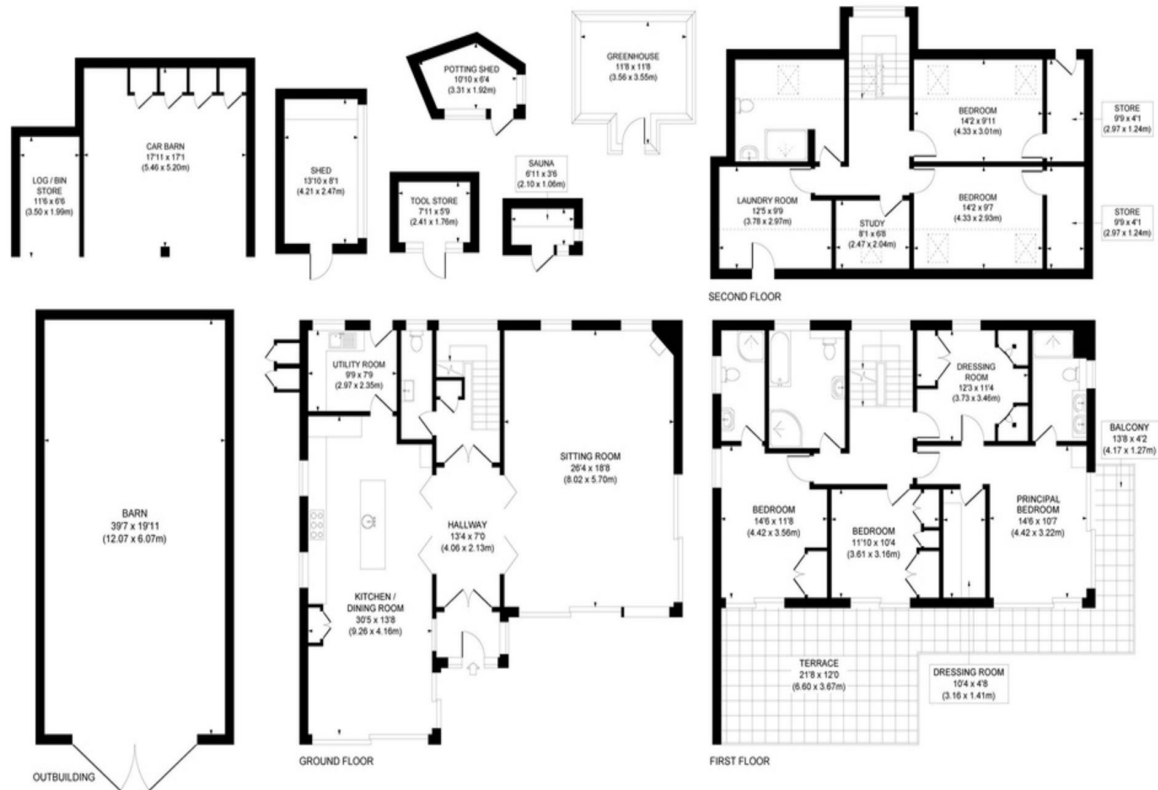 POTTING SHED
10'10 x 6'4
(3.31 x 1.92m)
GREENHOUSE
11'8 x 11'8
(3.56 x 3.55m)
CAR BARN
17'11 x 17'1
(5.46 x 5.20m)
LOG / BIN
STORE
11'6 x 6'6
(3.50 x 1.99m)
SHED
13'10 x 8'1
(4.21 x 2.47m)
TOOL STORE
7'11 x 5'9
(2.41 x 1.76m)
SAUNA
6'11 x 3'6
(2.10 x 1.06m)
BEDROOM
14'2 x 9'11
(4.33 x 3.01m)
STORE
9'9 x 4'1
(2.97 x 1.24m)
LAUNDRY ROOM
12'5 x 9'9
(3.78 x 2.97m)
STUDY
8'1 x 6'8
(2.47 x 2.04m)
BEDROOM
14'2 x 9'7
(4.33 x 2.93m)
STORE
9'9 x 4'1
(2.97 x 1.24m)
SECOND FLOOR
BARN
39'7 x 19'11
(12.07 x 6.07m)
OUTBUILDING
UTILITY ROOM
9'9 x 7'9
(2.97 x 2.35m)
SITTING ROOM
26'4 x 18'8
(8.02 x 5.70m)
HALLWAY
13'4 x 7'0
(4.06 x 2.13m)
KITCHEN /
DINING ROOM
30'5 x 13'8
(9.26 x 4.16m)
GROUND FLOOR
DRESSING
ROOM
12'3 x 11'4
(3.73 x 3.46m)
BALCONY
13'8 x 4'2
(4.17 x 1.27m)
BEDROOM
14'6 x 11'8
(4.42 x 3.56m)
BEDROOM
11'10 x 10'4
(3.61 x 3.16m)
PRINCIPAL
BEDROOM
14'6 x 10'7
(4.42 x 3.22m)
TERRACE
21'8 x 12'0
(6.60 x 3.67m)
DRESSING ROOM
10'4 x 4'8
(3.16 x 1.41m)
FIRST FLOOR